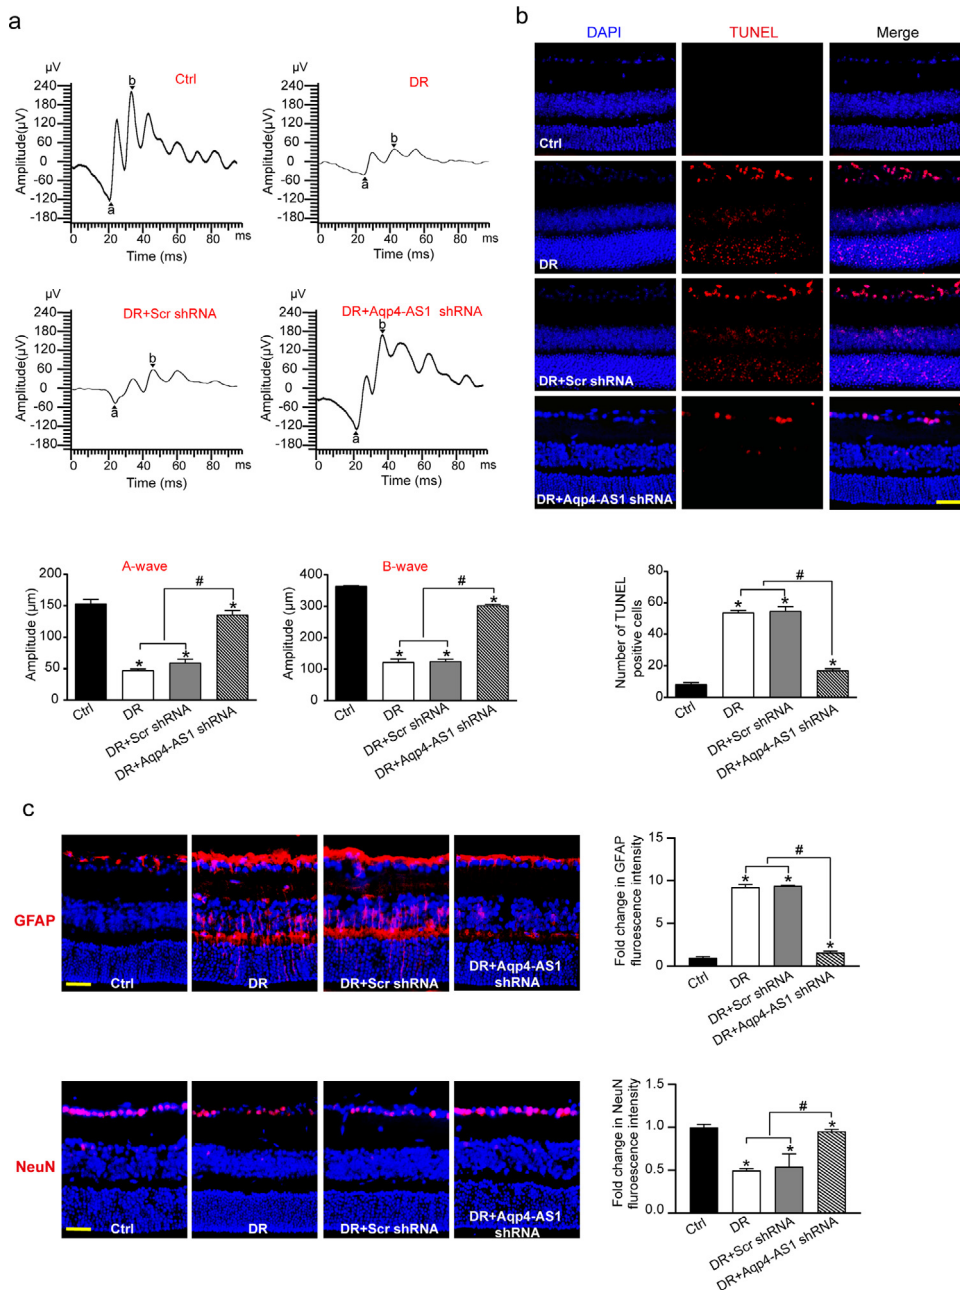 a
µV
Ctrl
Amplitude(µV)
240
180
120
60
0
-60
-120
-180
b
a
0 20 40 60 80
ms
Time (ms)
µV
DR
Amplitude(µV)
240
180
120
60
0
-60
-120
-180
b
a
0 20 40 60 80
ms
Time (ms)
µV
DR+Scr shRNA
Amplitude(µV)
240
180
120
60
0
-60
-120
-180
b
a
0 20 40 60 80
ms
Time (ms)
µV
DR+Aqp4-AS1 shRNA
Amplitude(µV)
240
180
120
60
0
-60
-120
-180
b
a
0 20 40 60 80
ms
Time (ms)
A-wave
Amplitude (µm)
150
100
50
0
* * *
#
Ctrl
DR
DR+Scr shRNA
DR+Aqp4-AS1 shRNA
B-wave
Amplitude (µm)
400
300
200
100
0
* * *
#
Ctrl
DR
DR+Scr shRNA
DR+Aqp4-AS1 shRNA
b
DAPI TUNEL Merge
Ctrl
DR
DR+Scr shRNA
DR+Aqp4-AS1 shRNA
Number of TUNEL
positive cells
80
60
40
20
0
* * *
#
Ctrl
DR
DR+Scr shRNA
DR+Aqp4-AS1 shRNA
c
GFAP
Ctrl
DR
DR+Scr shRNA
DR+Aqp4-AS1
shRNA
Fold change in GFAP
fluroescence intensity
15
10
5
0
* * *
#
Ctrl
DR
DR+Scr shRNA
DR+Aqp4-AS1 shRNA
NeuN
Ctrl
DR
DR+Scr shRNA
DR+Aqp4-AS1
shRNA
Fold change in NeuN
fluroescence intensity
1.5
1.0
0.5
0.0
* * *
#
Ctrl
DR
DR+Scr shRNA
DR+Aqp4-AS1 shRNA